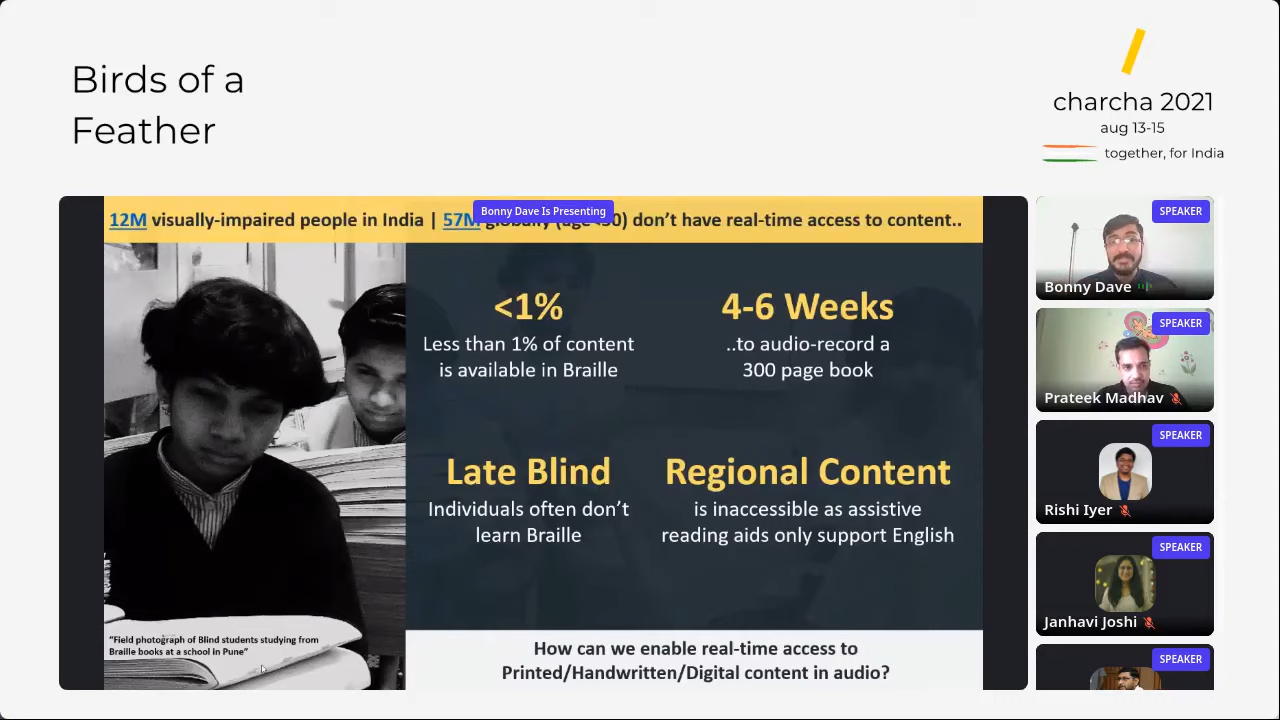 Birds of a
Feather
charcha 2021
aug 13-15
together, for India
12M visually-impaired people in India | 57M globally (age 50) don't have real-time access to content..
Bonny Dave Is Presenting
<1%
Less than 1% of content
is available in Braille
4-6 Weeks
..to audio-record a
300 page book
Late Blind
Individuals often don't
learn Braille
Regional Content
is inaccessible as assistive
reading aids only support English
"Field photograph of Blind students studying from
Braille books at a school in Pune"
How can we enable real-time access to
Printed/Handwritten/Digital content in audio?
SPEAKER
Bonny Dave
SPEAKER
Prateek Madhav
SPEAKER
Rishi Iyer
SPEAKER
Janhavi Joshi
SPEAKER